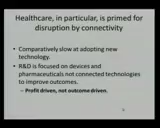 Healthcare, in particular, is primed for
disruption by connectivity
• Comparatively slow at adopting new
technology.
• R&D is focused on devices and
pharmaceuticals not connected technologies
to improve outcomes.
– Profit driven, not outcome driven.